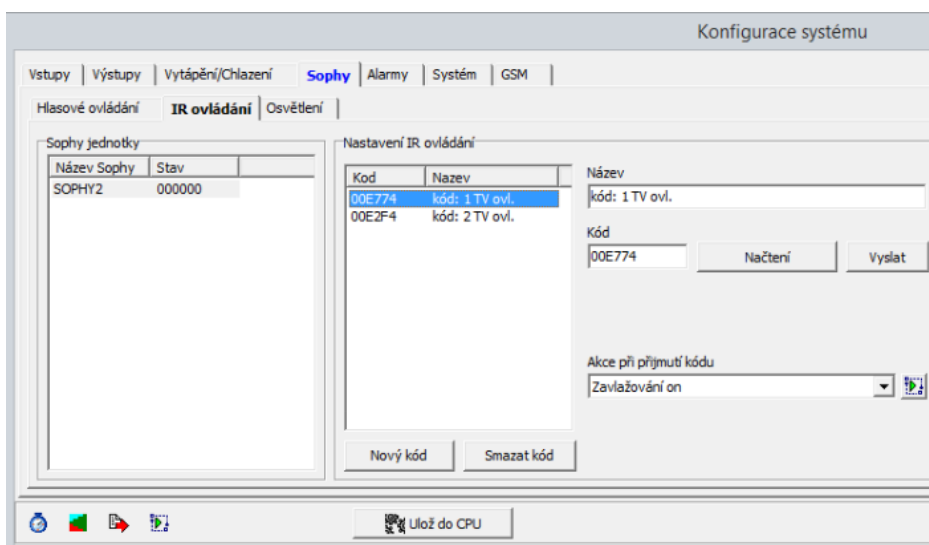 Konfigurace systému
Vstupy Výstupy Vytápění/Chlazení Sophy Alarmy Systém GSM
Hlasové ovládání IR ovládání Osvětlení
Sophy jednotky
Název Sophy Stav
SOPHY2 000000
Nastavení IR ovládání
Kod Nazev
00E774 kód: 1 TV ovl.
00E2F4 kód: 2 TV ovl.
Nový kód Smazat kód
Název
kód: 1 TV ovl.
Kód
00E774 Načtení Vyslat
Akce při přijmutí kódu
Zavlažování on
Ulož do CPU